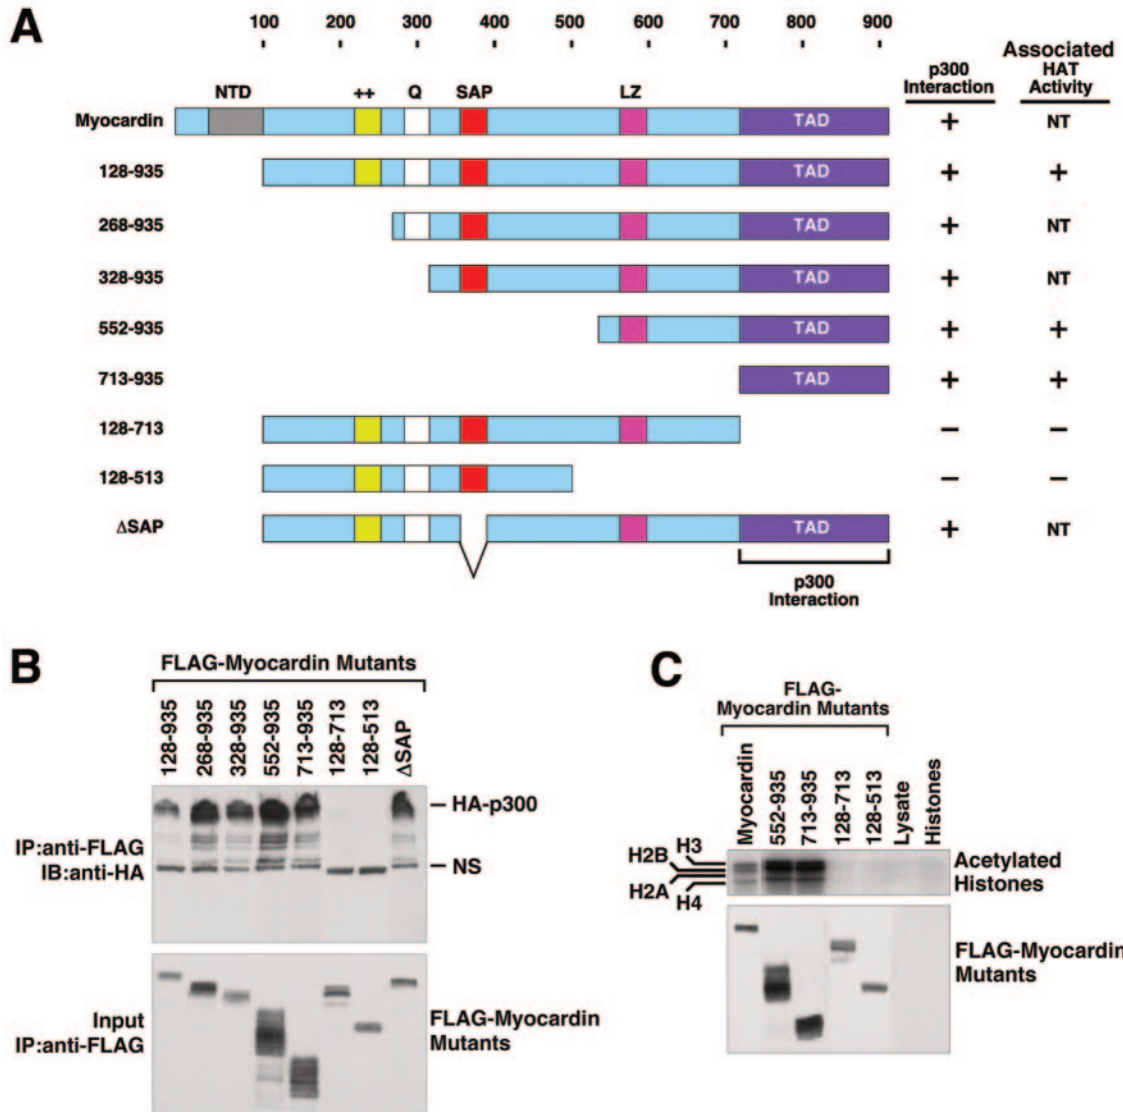 A
100 200 300 400 500 600 700 800 900
Associated
p300 HAT
Interaction Activity
NTD ++ Q SAP LZ
Myocardin TAD + NT
128-935 TAD + +
268-935 TAD + NT
328-935 TAD + NT
552-935 TAD + +
713-935 TAD + +
128-713 – –
128-513 – –
ΔSAP TAD + NT
p300
Interaction
B
FLAG-Myocardin Mutants
128-935 268-935 328-935 552-935 713-935 128-713 128-513 ΔSAP
HA-p300
IP:anti-FLAG
IB:anti-HA
NS
Input
IP:anti-FLAG
FLAG-Myocardin
Mutants
C
FLAG-
Myocardin Mutants
Myocardin 552-935 713-935 128-713 128-513 Lysate Histones
H3
H2B
H2A
H4
Acetylated
Histones
FLAG-Myocardin
Mutants